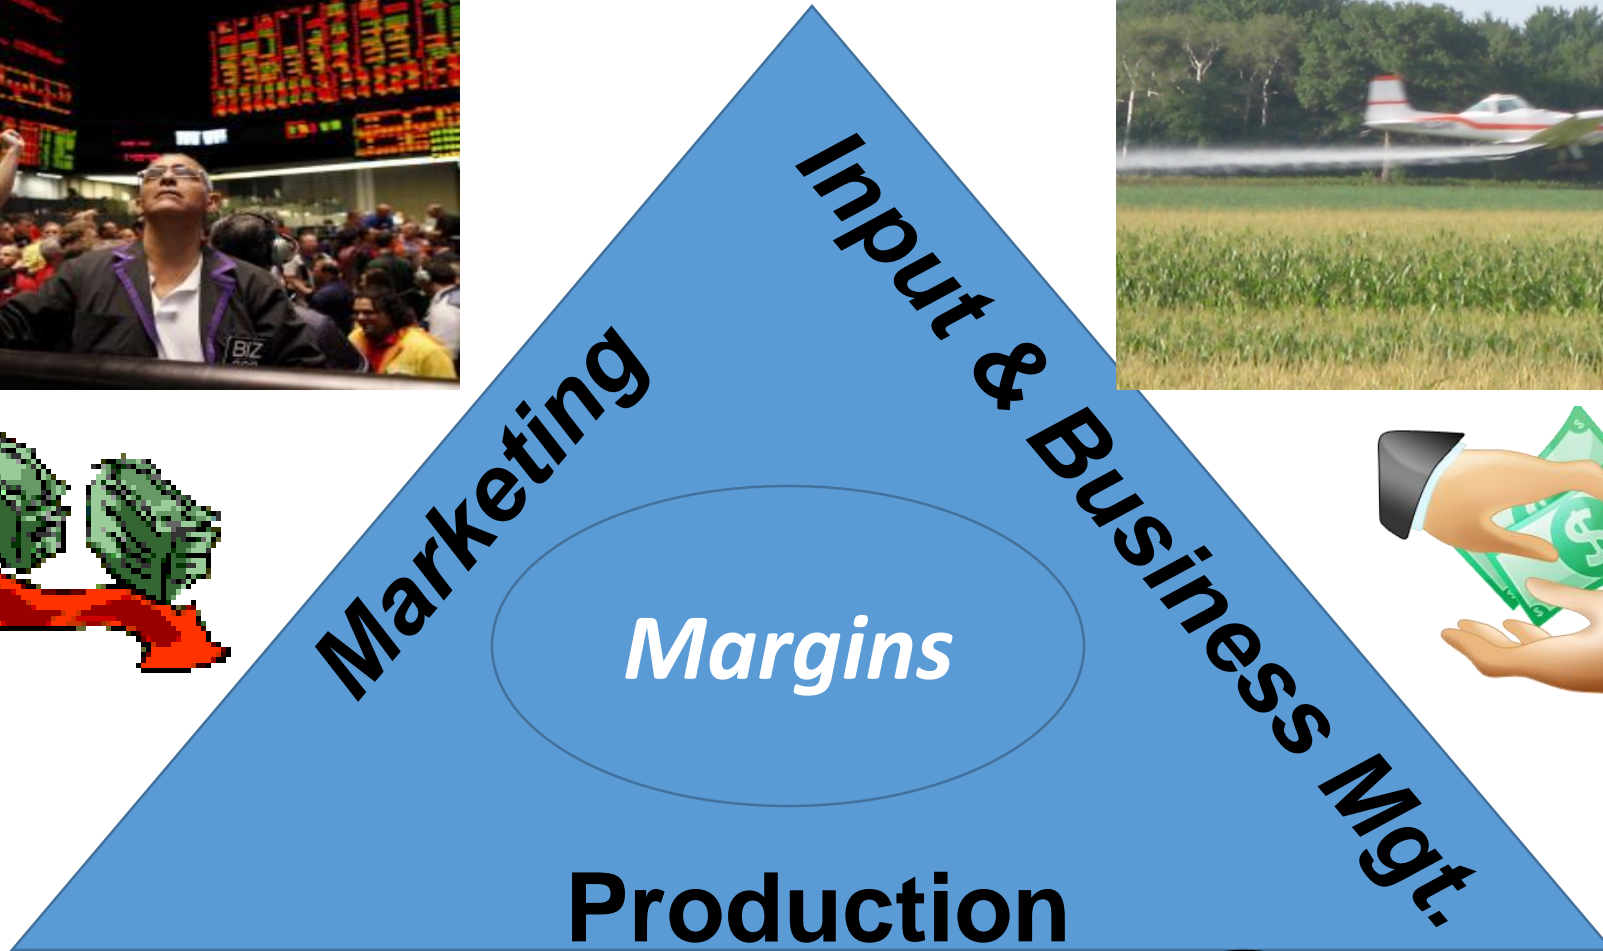 BIZ
Marketing
Input & Business Mgt.
Margins
Production